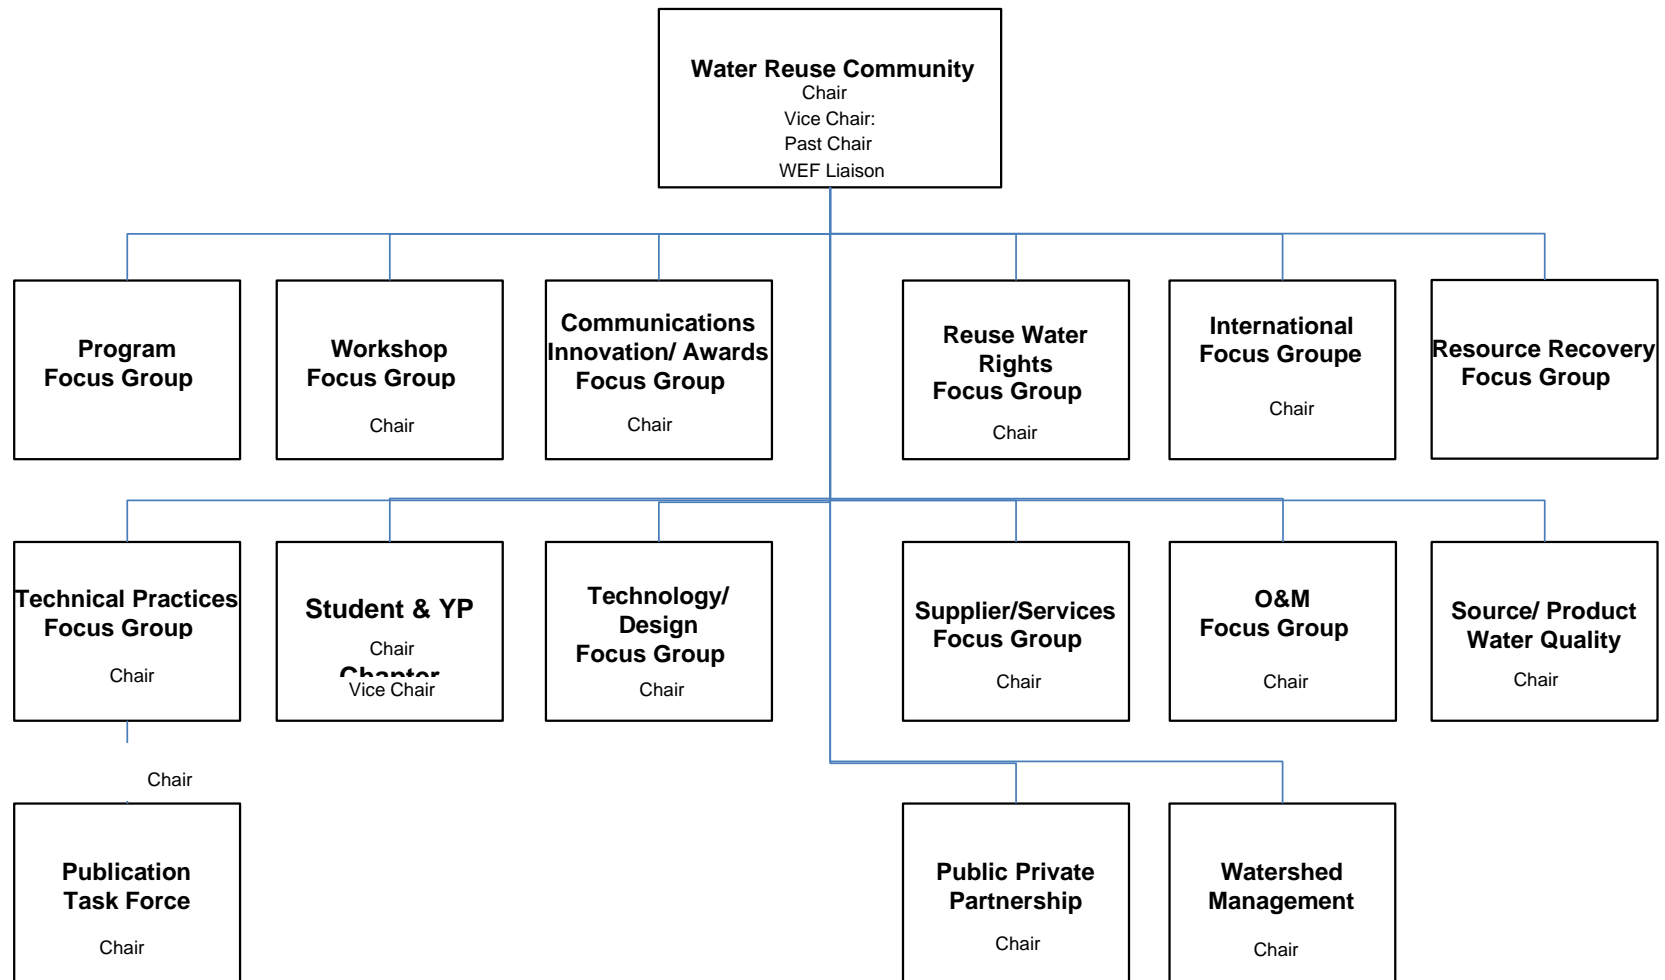 Water Reuse Community
Chair
Vice Chair:
Past Chair
WEF Liaison
Program
Focus Group
Workshop
Focus Group
Chair
Communications
Innovation/ Awards
Focus Group
Chair
Reuse Water
Rights
Focus Group
Chair
International
Focus Groupe
Chair
Resource Recovery
Focus Group
Technical Practices
Focus Group
Chair
Student & YP
Chair
Chapter
Vice Chair
Technology/
Design
Focus Group
Chair
Supplier/Services
Focus Group
Chair
O&M
Focus Group
Chair
Source/ Product
Water Quality
Chair
Chair
Publication
Task Force
Chair
Public Private
Partnership
Chair
Watershed
Management
Chair